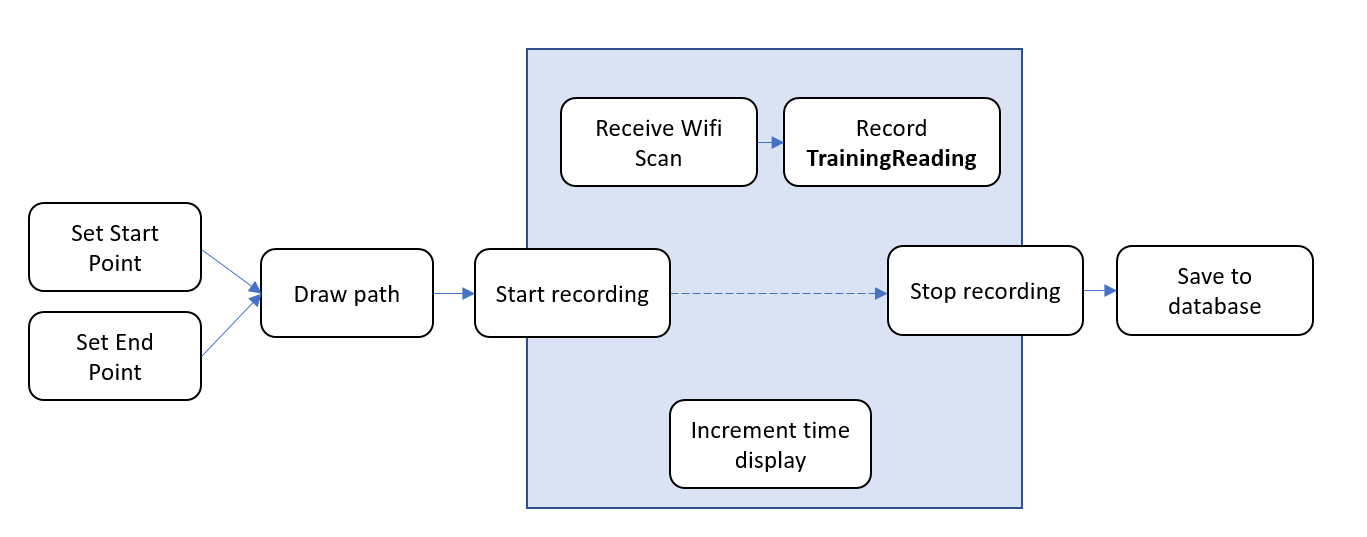 Receive Wifi
Scan
Record
TrainingReading
Set Start
Point
Set End
Point
Draw path
Start recording
Stop recording
Save to
database
Increment time
display